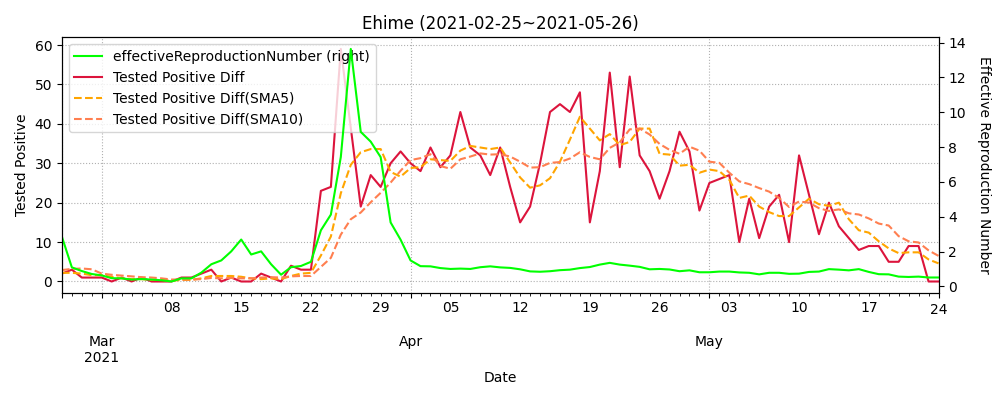 Ehime (2021-02-25~2021-05-26)
effectiveReproductionNumber (right)
Tested Positive Diff
Tested Positive Diff(SMA5)
Tested Positive Diff(SMA10)
Tested Positive
60
50
40
30
20
10
0
Effective Reproduction Number
14
12
10
8
6
4
2
0
08 15 22 29 05 12 19 26 03 10 17 24
Mar Apr May
2021
Date